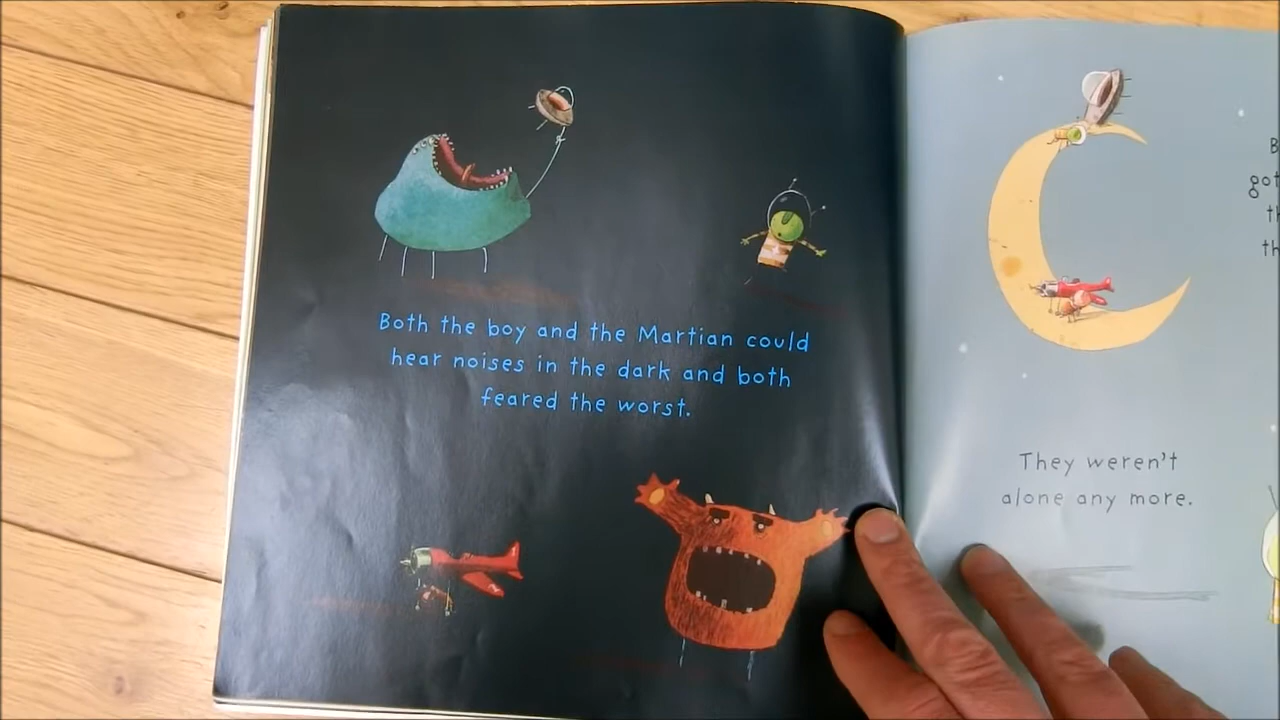 Both the boy and the Martian could
hear noises in the dark and both
feared the worst.
They weren't
alone any more.